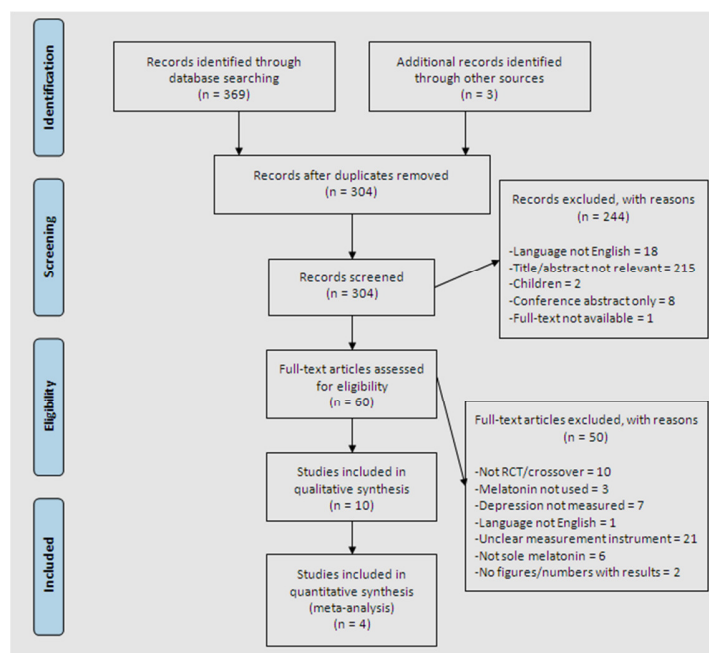 Identification
Records identified through
database searching
(n = 369)
Additional records identified
through other sources
(n = 3)
Records after duplicates removed
(n = 304)
Screening
Records screened
(n = 304)
Records excluded, with reasons
(n = 244)
-Language not English = 18
-Title/abstract not relevant = 215
-Children = 2
-Conference abstract only = 8
-Full-text not available = 1
Eligibility
Full-text articles assessed
for eligibility
(n = 60)
Full-text articles excluded, with reasons
(n = 50)
-Not RCT/crossover = 10
-Melatonin not used = 3
-Depression not measured = 7
-Language not English = 1
-Unclear measurement instrument = 21
-Not sole melatonin = 6
-No figures/numbers with results = 2
Studies included in
qualitative synthesis
(n = 10)
Included
Studies included in
quantitative synthesis
(meta-analysis)
(n = 4)